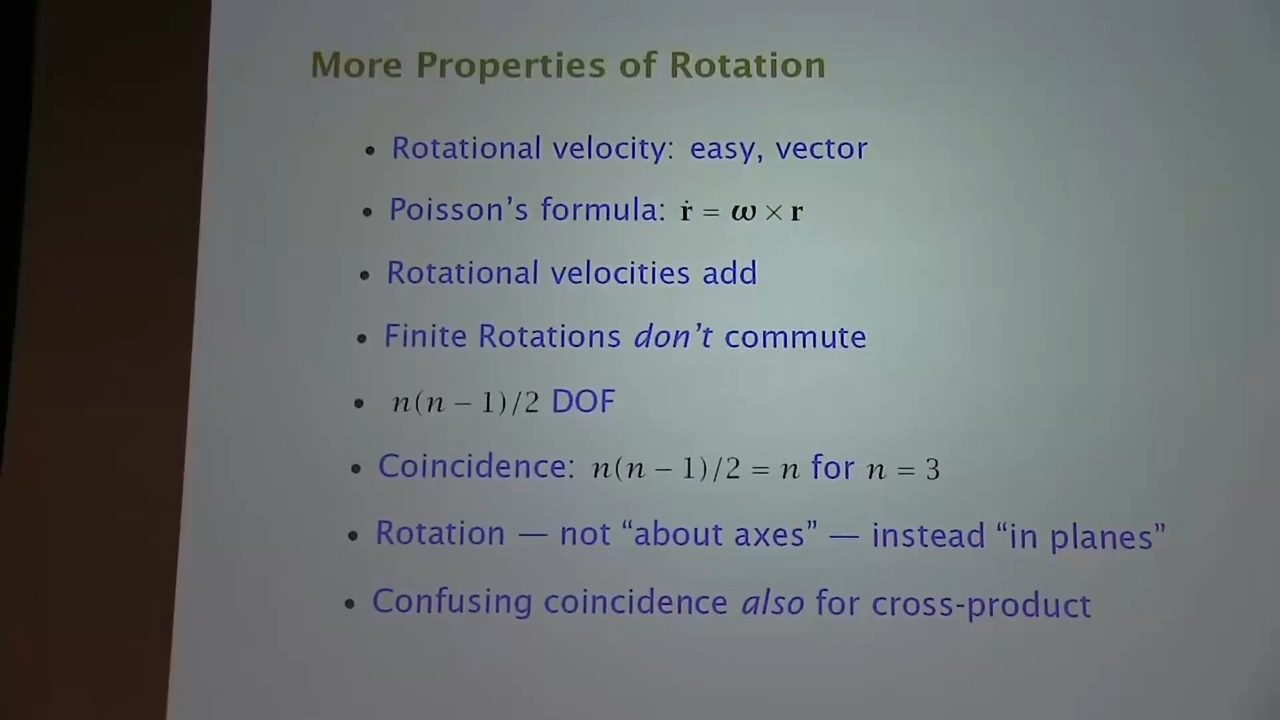 More Properties of Rotation
• Rotational velocity: easy, vector
• Poisson's formula: ṙ = ω × r
• Rotational velocities add
• Finite Rotations don't commute
• n(n − 1)/2 DOF
• Coincidence: n(n − 1)/2 = n for n = 3
• Rotation — not “about axes” — instead “in planes”
• Confusing coincidence also for cross-product